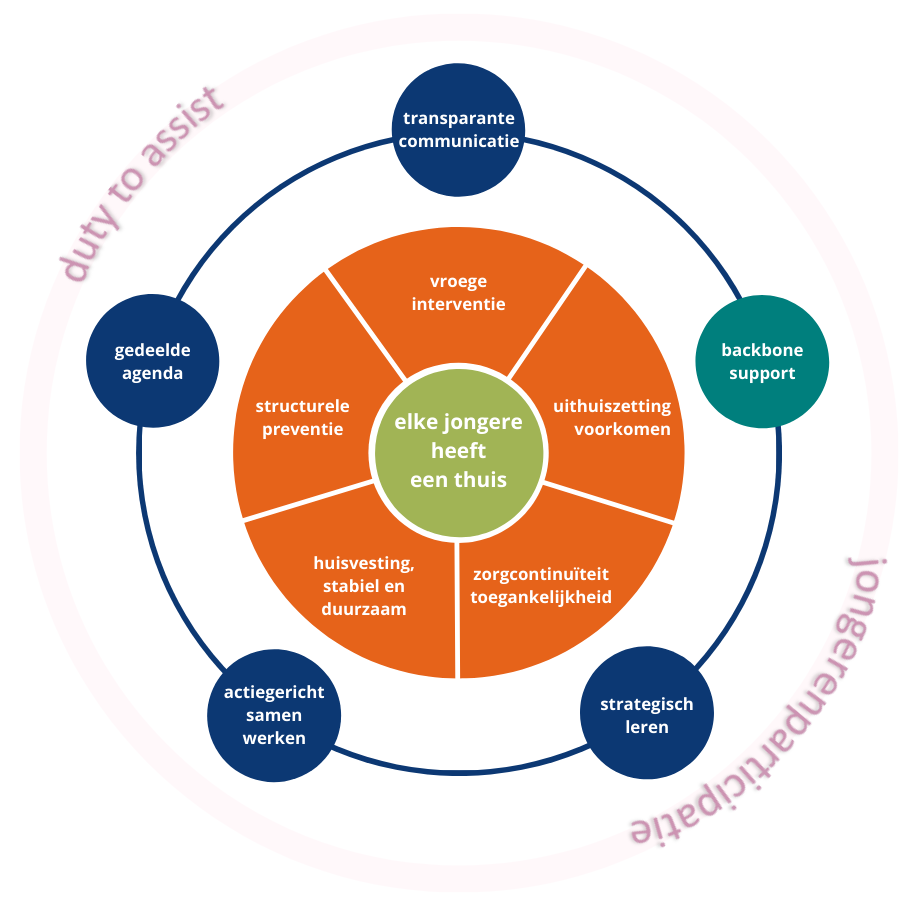 duty to assist
transparante
communicatie
gedeelde
agenda
backbone
support
vroege
interventie
structurele
preventie
uithuiszetting
voorkomen
elke jongere
heeft
een thuis
huisvesting,
stabiel en
duurzaam
zorgcontinuïteit
toegankelijkheid
actiegericht
samen
werken
strategisch
leren
jongerenparticipatie